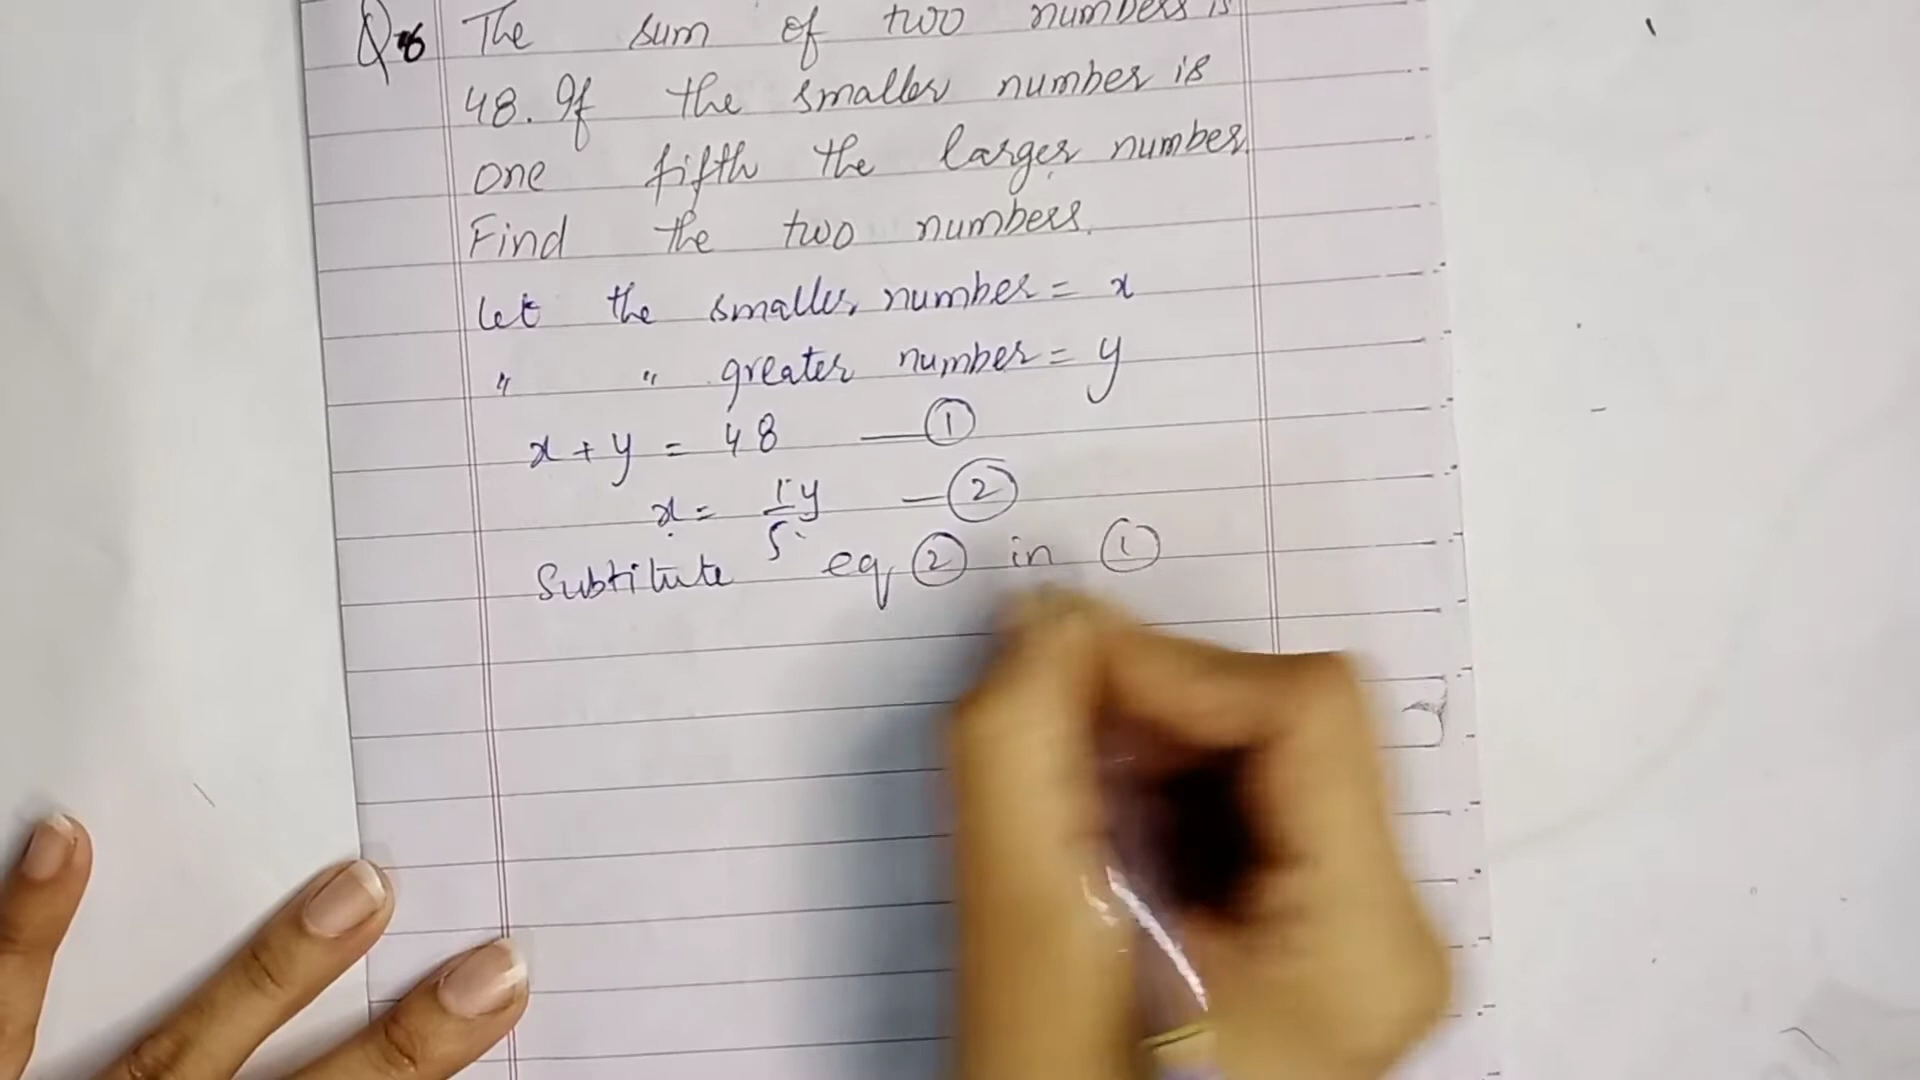 Q6 The sum of two numbers is
48. If the smaller number is
one fifth the larger number.
Find the two numbers.
Let the smaller number = x
" " greater number = y
x + y = 48 — ①
x = 1/5 y — ②
Subtitute eq ② in ①